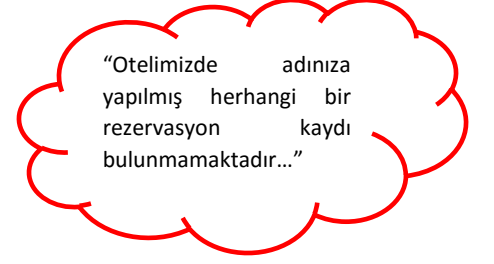 “Otelimizde adınıza
yapılmış herhangi bir
rezervasyon kaydı
bulunmamaktadır…”